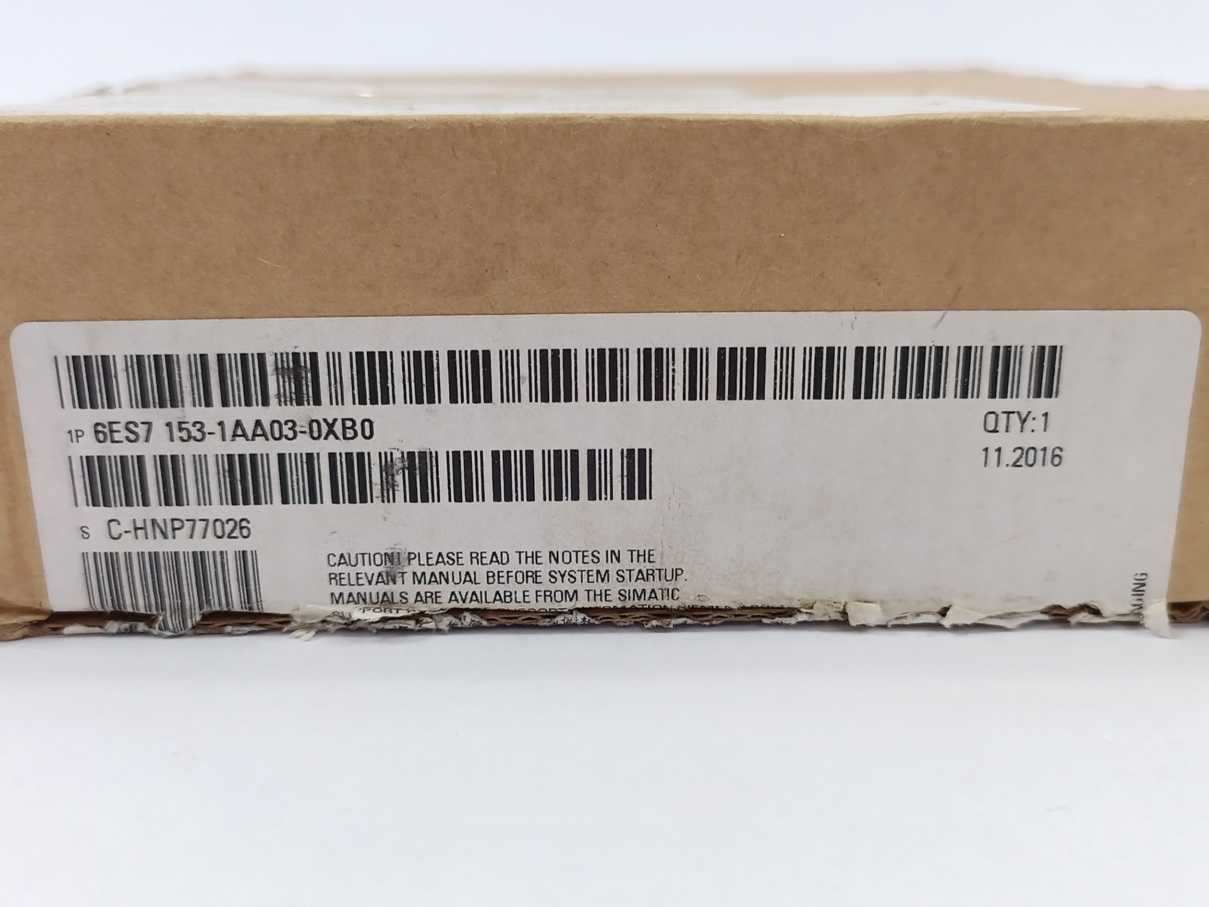 1P 6ES7 153-1AA03-0XB0
QTY:1
11.2016
S C-HNP77026
CAUTION! PLEASE READ THE NOTES IN THE
RELEVANT MANUAL BEFORE SYSTEM STARTUP.
MANUALS ARE AVAILABLE FROM THE SIMATIC